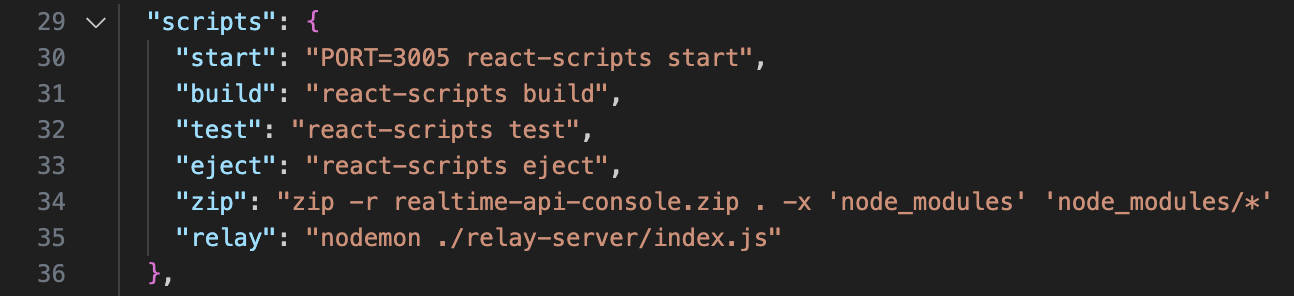 29 "scripts": {
30 "start": "PORT=3005 react-scripts start",
31 "build": "react-scripts build",
32 "test": "react-scripts test",
33 "eject": "react-scripts eject",
34 "zip": "zip -r realtime-api-console.zip . -x 'node_modules' 'node_modules/*'
35 "relay": "nodemon ./relay-server/index.js"
36 },